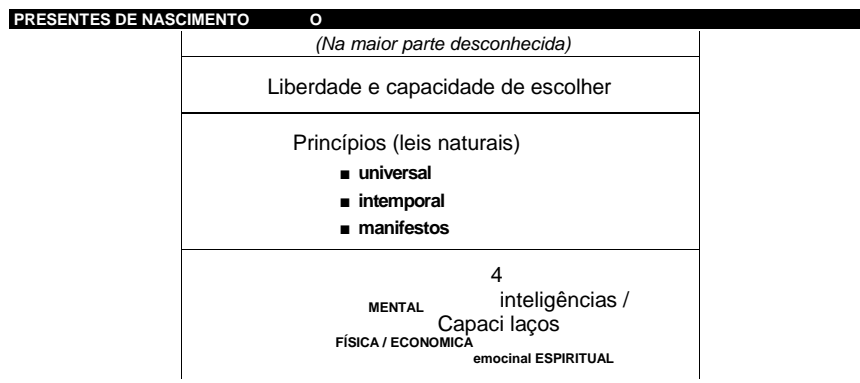 PRESENTES DE NASCIMENTO O
(Na maior parte desconhecida)
Liberdade e capacidade de escolher
Princípios (leis naturais)
■ universal
■ intemporal
■ manifestos
4
MENTAL inteligências /
Capaci laços
FÍSICA / ECONOMICA
emocinal ESPIRITUAL